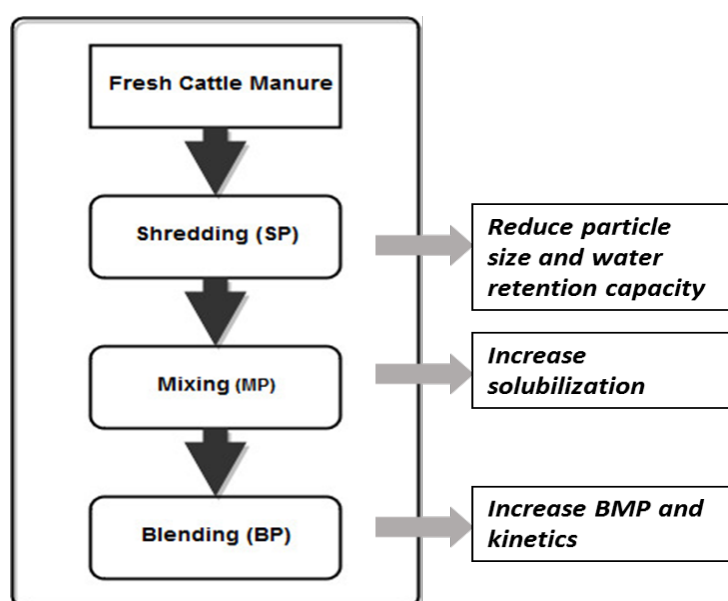 Fresh Cattle Manure
Shredding (SP)
Reduce particle
size and water
retention capacity
Mixing (MP)
Increase
solubilization
Blending (BP)
Increase BMP and
kinetics